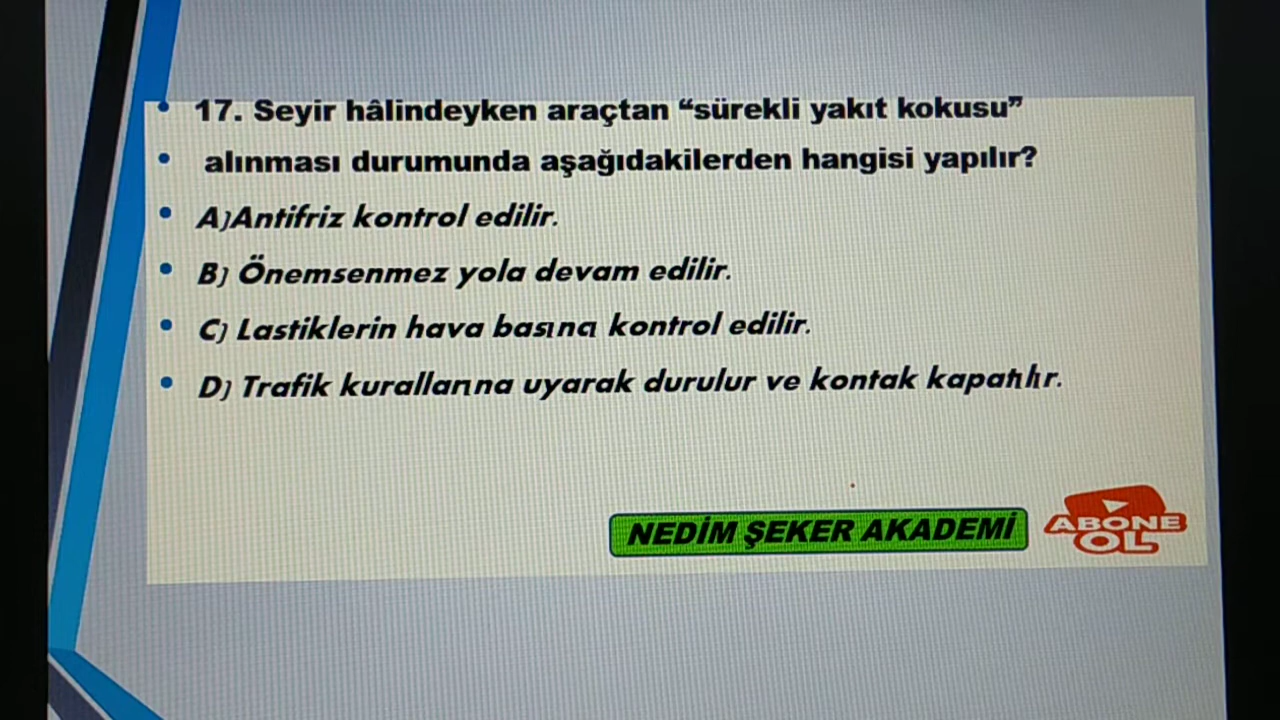 • 17. Seyir hâlindeyken araçtan “sürekli yakıt kokusu”
• alınması durumunda aşağıdakilerden hangisi yapılır?
• A)Antifriz kontrol edilir.
• B) Önemsenmez yola devam edilir.
• C) Lastiklerin hava basıncı kontrol edilir.
• D) Trafik kurallarına uyarak durulur ve kontak kapatılır.
NEDİM ŞEKER AKADEMİ
ABONE
OL